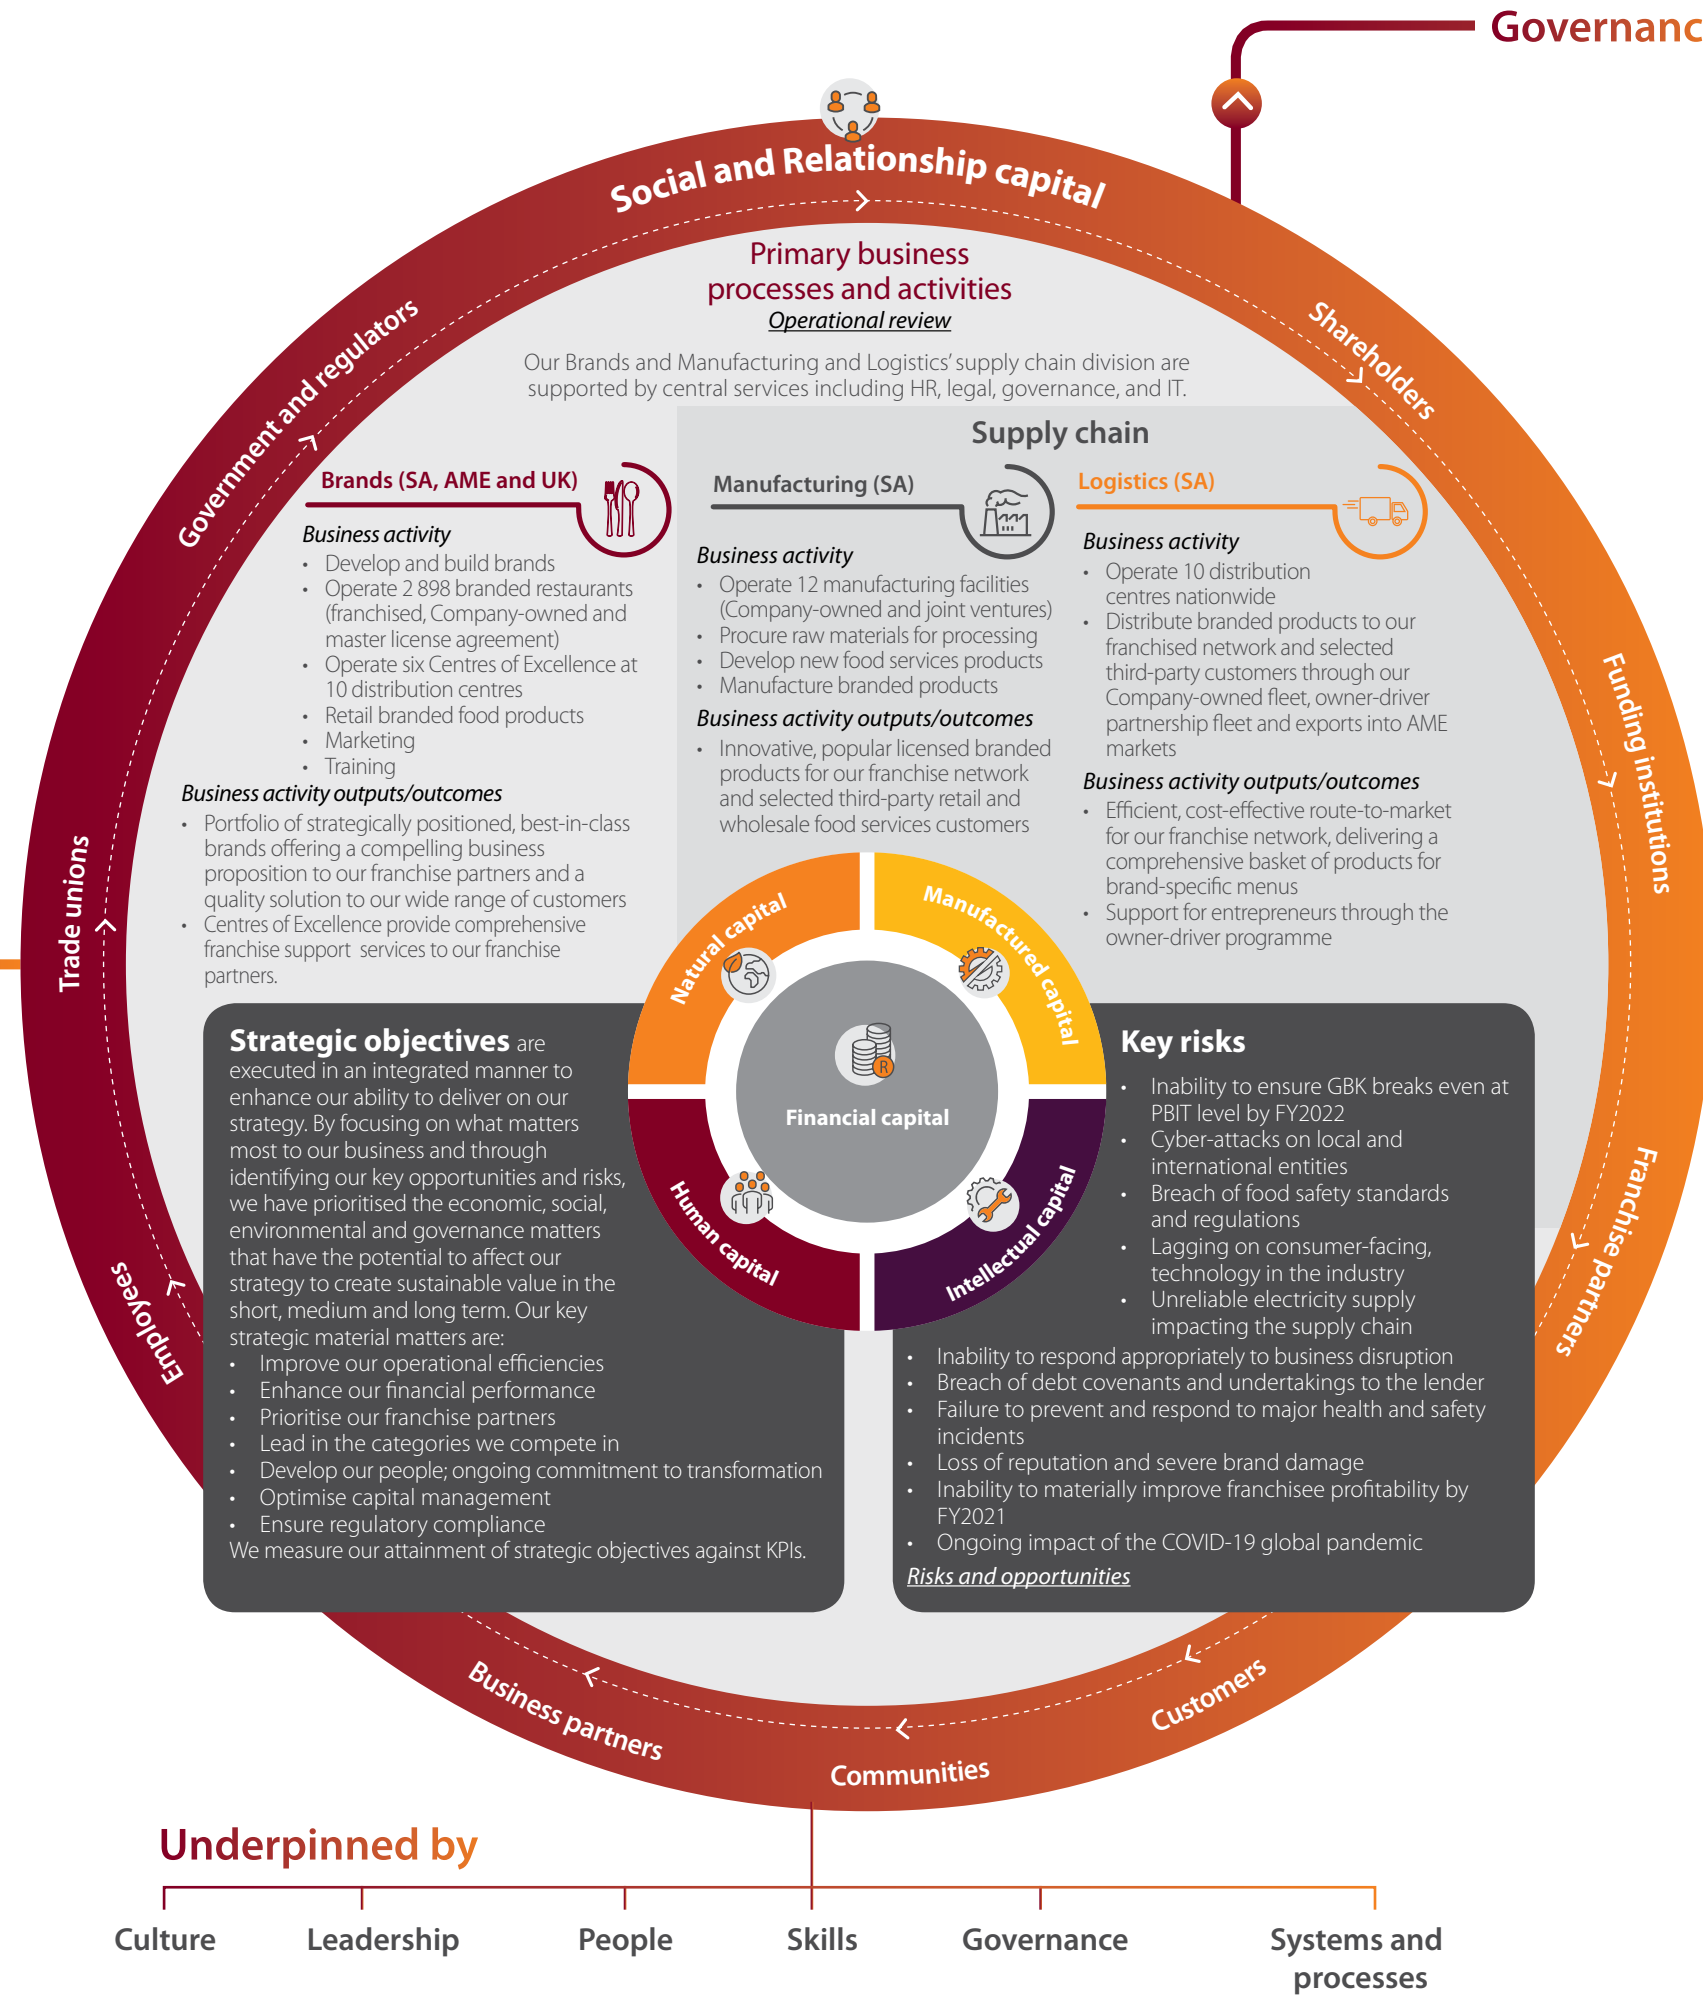 Governanc
Social and Relationship capital
Primary business
processes and activities
Operational review
Our Brands and Manufacturing and Logistics' supply chain division are
supported by central services including HR, legal, governance, and IT.
Government and regulators
Shareholders
Funding institutions
Franchise partners
Customers
Communities
Business partners
Employees
Trade unions
Brands (SA, AME and UK)
Business activity
• Develop and build brands
• Operate 2 898 branded restaurants
(franchised, Company-owned and
master license agreement)
• Operate six Centres of Excellence at
10 distribution centres
• Retail branded food products
• Marketing
• Training
Business activity outputs/outcomes
• Portfolio of strategically positioned, best-in-class
brands offering a compelling business
proposition to our franchise partners and a
quality solution to our wide range of customers
• Centres of Excellence provide comprehensive
franchise support services to our franchise
partners.
Supply chain
Manufacturing (SA)
Business activity
• Operate 12 manufacturing facilities
(Company-owned and joint ventures)
• Procure raw materials for processing
• Develop new food services products
• Manufacture branded products
Business activity outputs/outcomes
• Innovative, popular licensed branded
products for our franchise network
and selected third-party retail and
wholesale food services customers
Logistics (SA)
Business activity
• Operate 10 distribution
centres nationwide
• Distribute branded products to our
franchised network and selected
third-party customers through our
Company-owned fleet, owner-driver
partnership fleet and exports into AME
markets
Business activity outputs/outcomes
• Efficient, cost-effective route-to-market
for our franchise network, delivering a
comprehensive basket of products for
brand-specific menus
• Support for entrepreneurs through the
owner-driver programme
Natural capital
Manufactured capital
R
Financial capital
Human capital
Intellectual capital
Strategic objectives are
executed in an integrated manner to
enhance our ability to deliver on our
strategy. By focusing on what matters
most to our business and through
identifying our key opportunities and risks,
we have prioritised the economic, social,
environmental and governance matters
that have the potential to affect our
strategy to create sustainable value in the
short, medium and long term. Our key
strategic material matters are:
• Improve our operational efficiencies
• Enhance our financial performance
• Prioritise our franchise partners
• Lead in the categories we compete in
• Develop our people; ongoing commitment to transformation
• Optimise capital management
• Ensure regulatory compliance
We measure our attainment of strategic objectives against KPIs.
Key risks
• Inability to ensure GBK breaks even at
PBIT level by FY2022
• Cyber-attacks on local and
international entities
• Breach of food safety standards
and regulations
• Lagging on consumer-facing,
technology in the industry
• Unreliable electricity supply
impacting the supply chain
• Inability to respond appropriately to business disruption
• Breach of debt covenants and undertakings to the lender
• Failure to prevent and respond to major health and safety
incidents
• Loss of reputation and severe brand damage
• Inability to materially improve franchisee profitability by
FY2021
• Ongoing impact of the COVID-19 global pandemic
Risks and opportunities
Underpinned by
Culture
Leadership
People
Skills
Governance
Systems and
processes